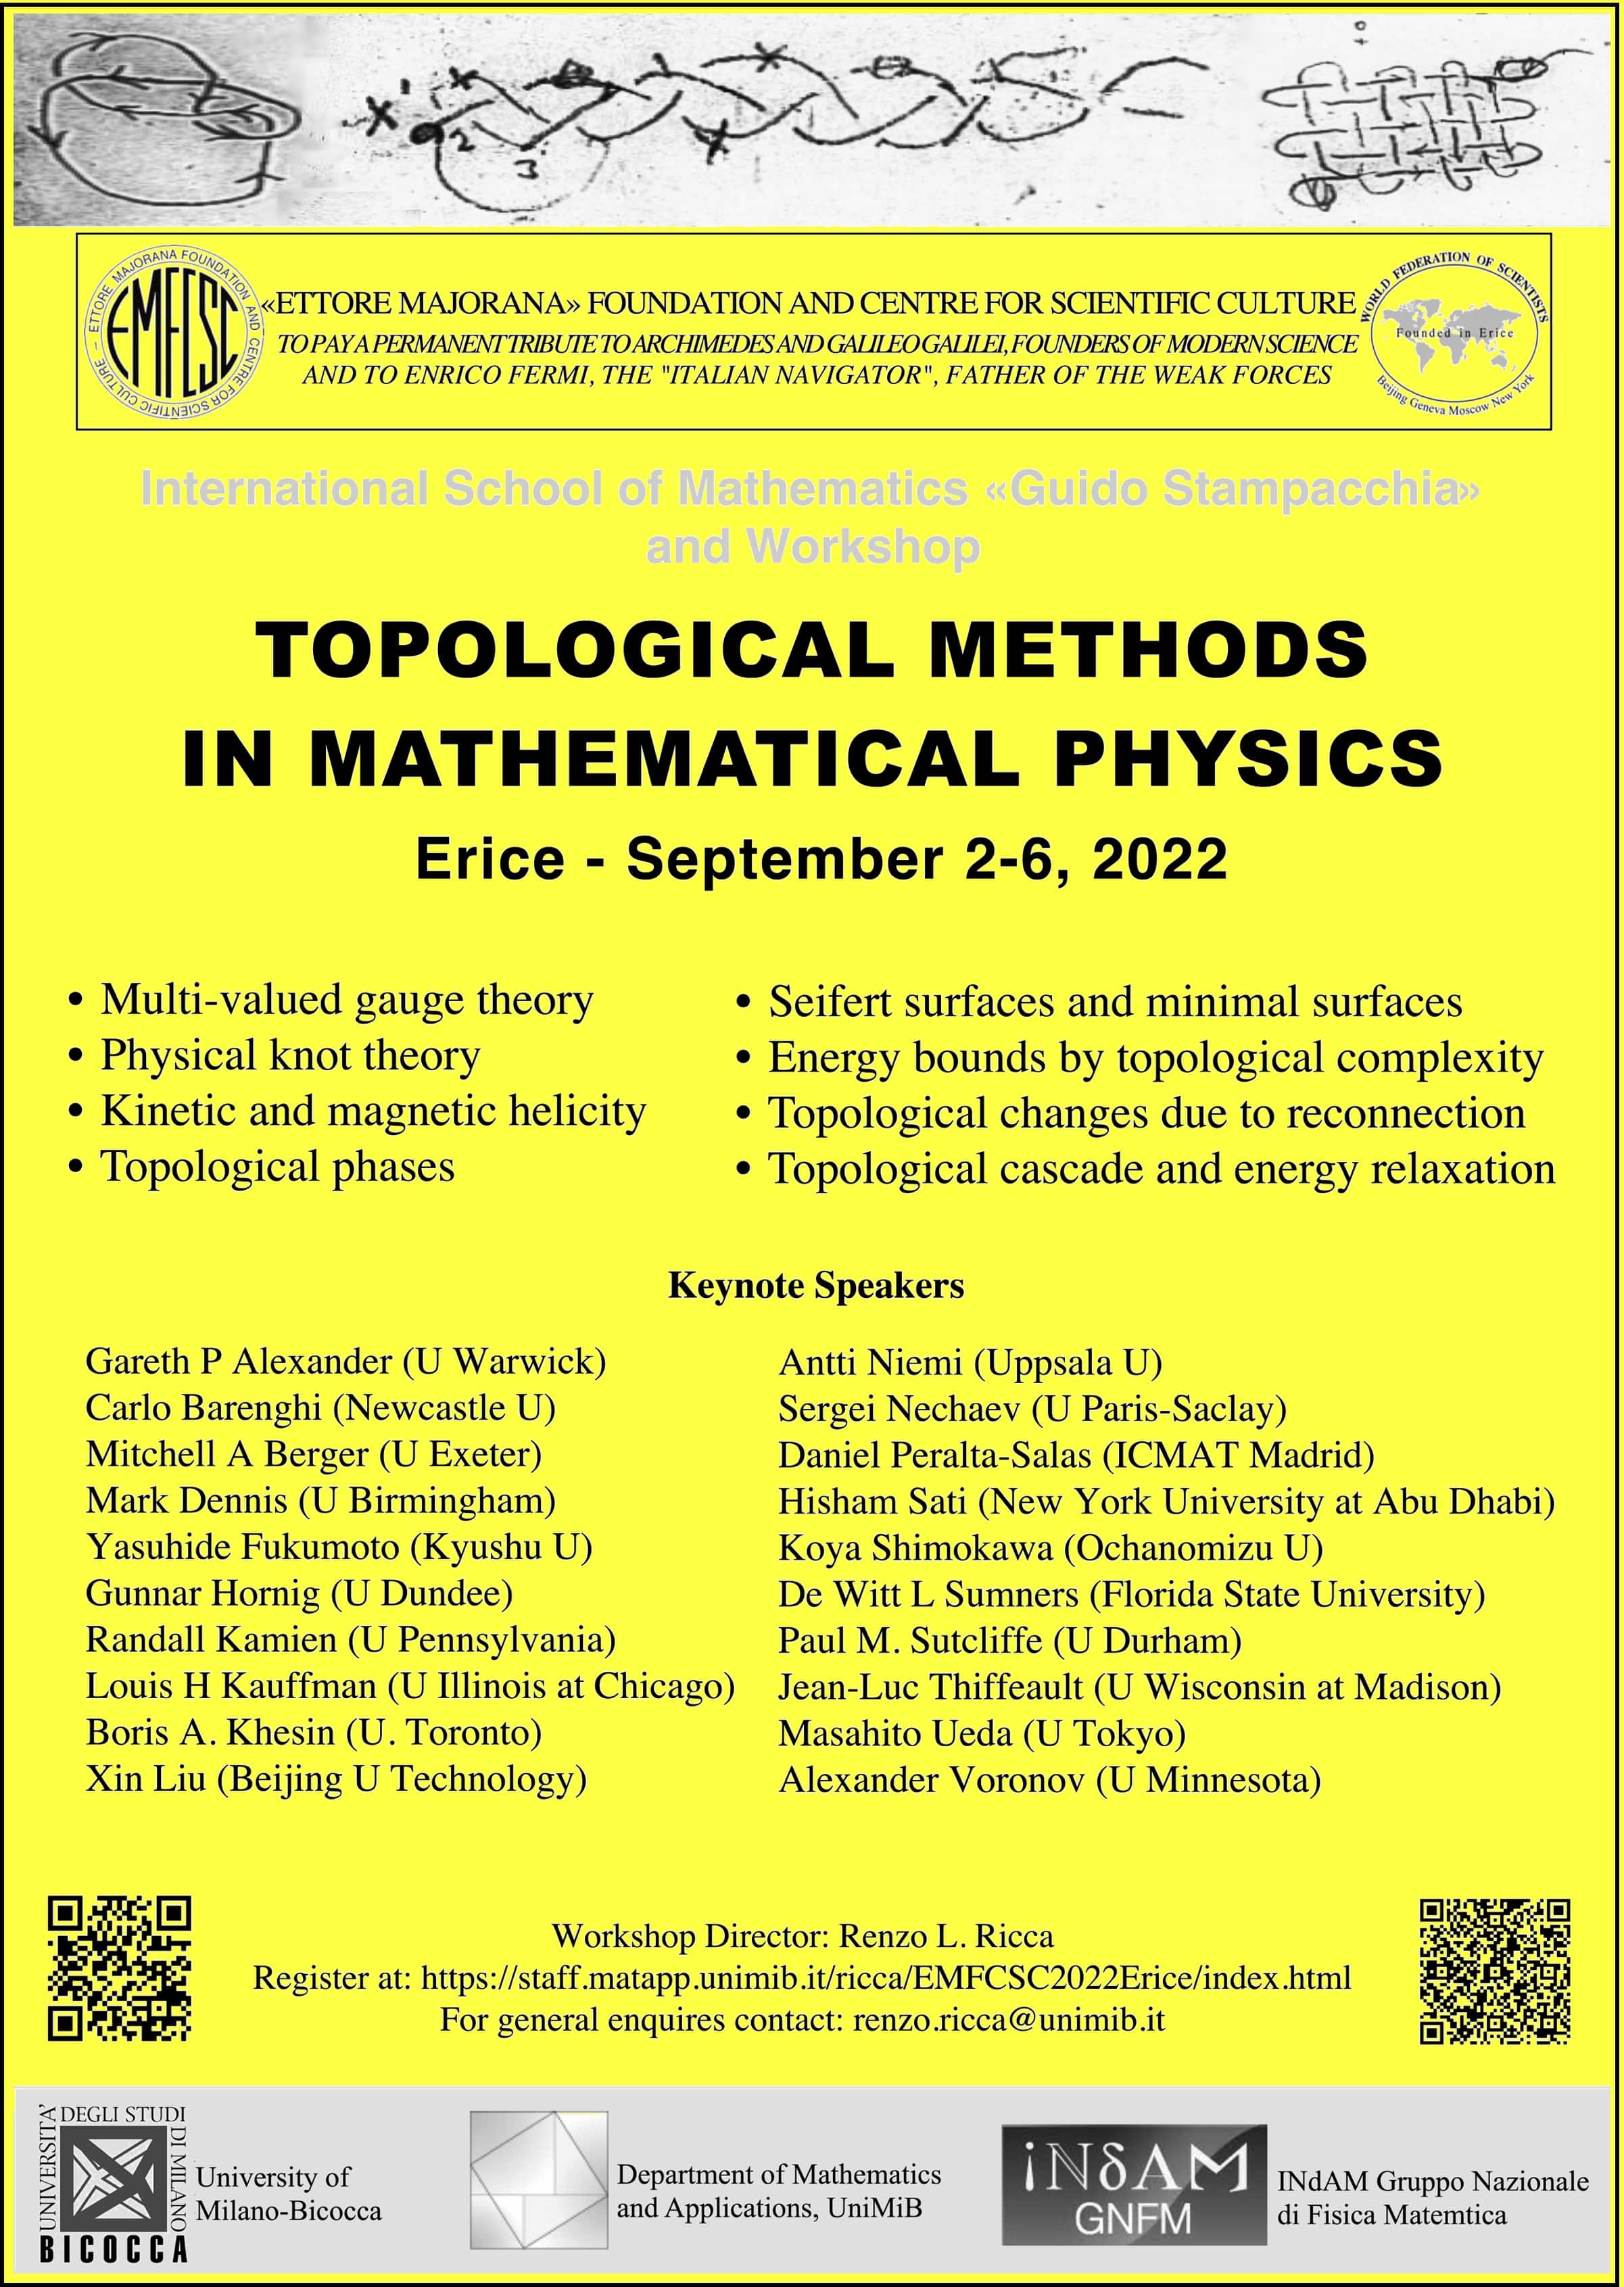 X
X
X
2
3
X
ETTORE MAJORANA FOUNDATION AND CENTRE FOR SCIENTIFIC CULTURE –
EMFCSC
«ETTORE MAJORANA» FOUNDATION AND CENTRE FOR SCIENTIFIC CULTURE
TO PAY A PERMANENT TRIBUTE TO ARCHIMEDES AND GALILEO GALILEI, FOUNDERS OF MODERN SCIENCE
AND TO ENRICO FERMI, THE "ITALIAN NAVIGATOR", FATHER OF THE WEAK FORCES
WORLD FEDERATION OF SCIENTISTS
Founded in Erice
Beijing Geneva Moscow New York
International School of Mathematics «Guido Stampacchia»
and Workshop
TOPOLOGICAL METHODS
IN MATHEMATICAL PHYSICS
Erice - September 2-6, 2022
• Multi-valued gauge theory
• Physical knot theory
• Kinetic and magnetic helicity
• Topological phases
• Seifert surfaces and minimal surfaces
• Energy bounds by topological complexity
• Topological changes due to reconnection
• Topological cascade and energy relaxation
Keynote Speakers
Gareth P Alexander (U Warwick)
Carlo Barenghi (Newcastle U)
Mitchell A Berger (U Exeter)
Mark Dennis (U Birmingham)
Yasuhide Fukumoto (Kyushu U)
Gunnar Hornig (U Dundee)
Randall Kamien (U Pennsylvania)
Louis H Kauffman (U Illinois at Chicago)
Boris A. Khesin (U. Toronto)
Xin Liu (Beijing U Technology)
Antti Niemi (Uppsala U)
Sergei Nechaev (U Paris-Saclay)
Daniel Peralta-Salas (ICMAT Madrid)
Hisham Sati (New York University at Abu Dhabi)
Koya Shimokawa (Ochanomizu U)
De Witt L Sumners (Florida State University)
Paul M. Sutcliffe (U Durham)
Jean-Luc Thiffeault (U Wisconsin at Madison)
Masahito Ueda (U Tokyo)
Alexander Voronov (U Minnesota)
Workshop Director: Renzo L. Ricca
Register at: https://staff.matapp.unimib.it/ricca/EMFCSC2022Erice/index.html
For general enquires contact: renzo.ricca@unimib.it
UNIVERSITA' DEGLI STUDI DI MILANO
BICOCCA
University of
Milano-Bicocca
Department of Mathematics
and Applications, UniMiB
iNδAM
GNFM
INdAM Gruppo Nazionale
di Fisica Matemtica